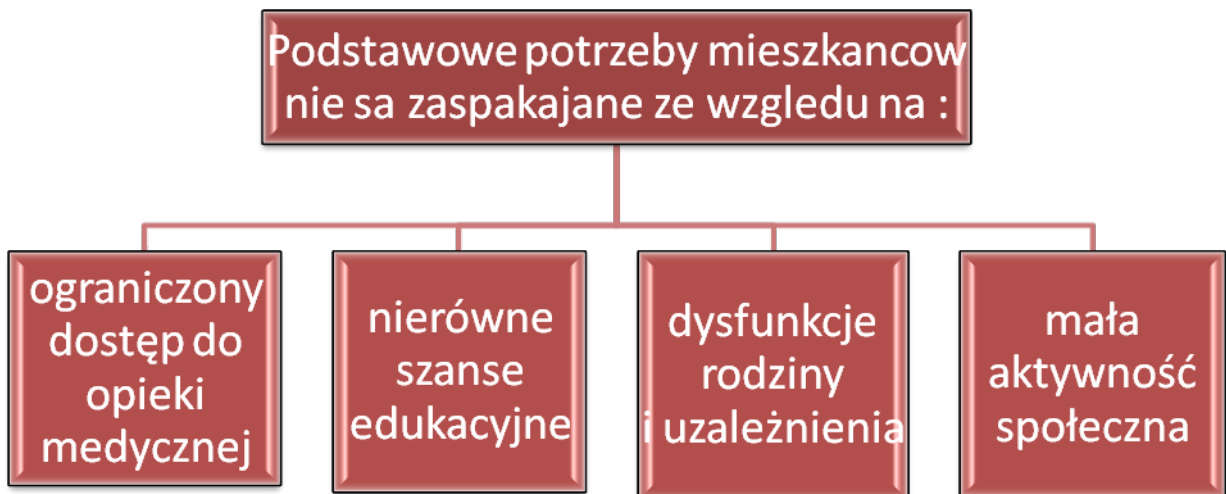 Podstawowe potrzeby mieszkancow
nie sa zaspakajane ze wzgledu na :
ograniczony
dostęp do
opieki
medycznej
nierówne
szanse
edukacyjne
dysfunkcje
rodziny
i uzależnienia
mała
aktywność
społeczna